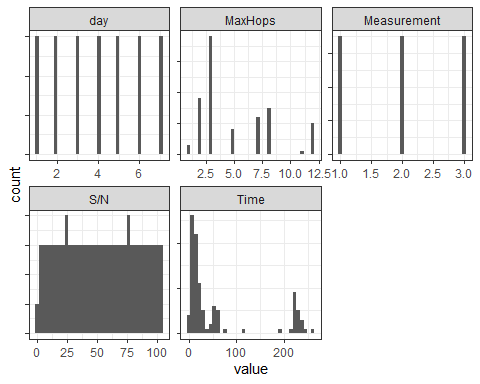 day
MaxHops
Measurement
2 4 6
2.5 5.0 7.5 10.0 12.5
1.0 1.5 2.0 2.5 3.0
count
S/N
Time
0 25 50 75 100
0 100 200
value